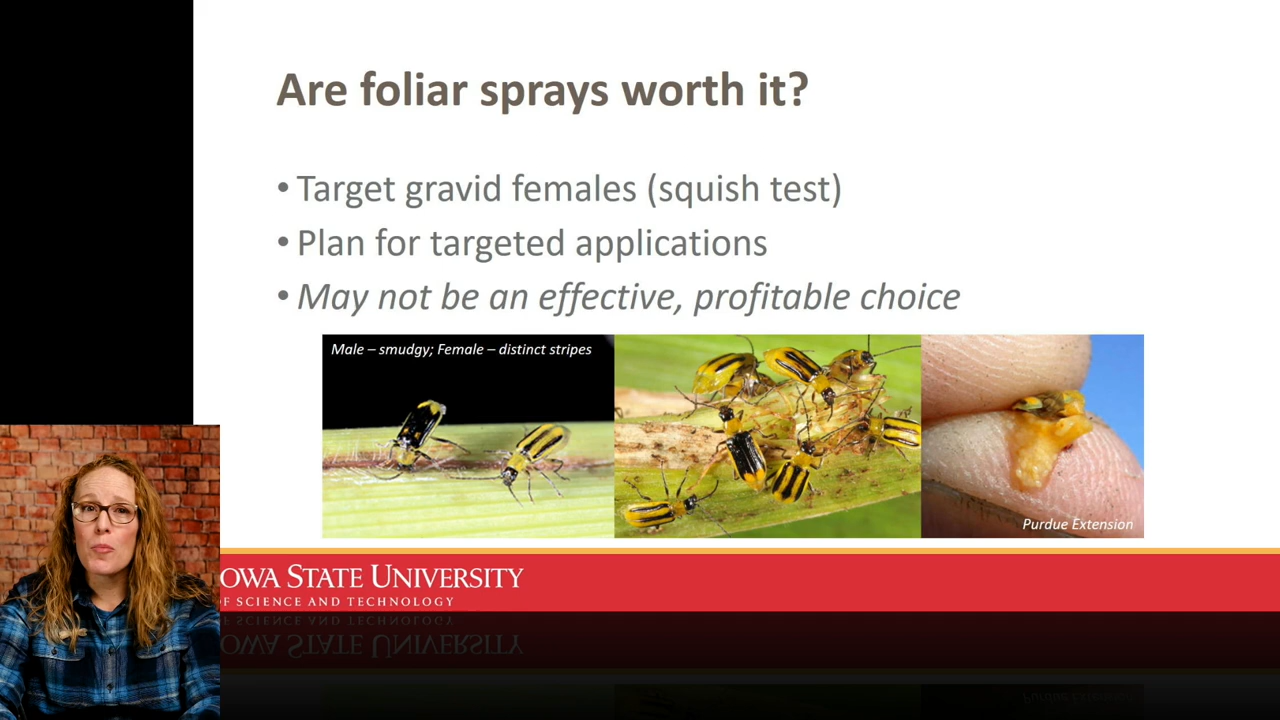 Are foliar sprays worth it?
• Target gravid females (squish test)
• Plan for targeted applications
• May not be an effective, profitable choice
Male – smudgy; Female – distinct stripes
Purdue Extension
OWA STATE UNIVERSITY
F SCIENCE AND TECHNOLOGY